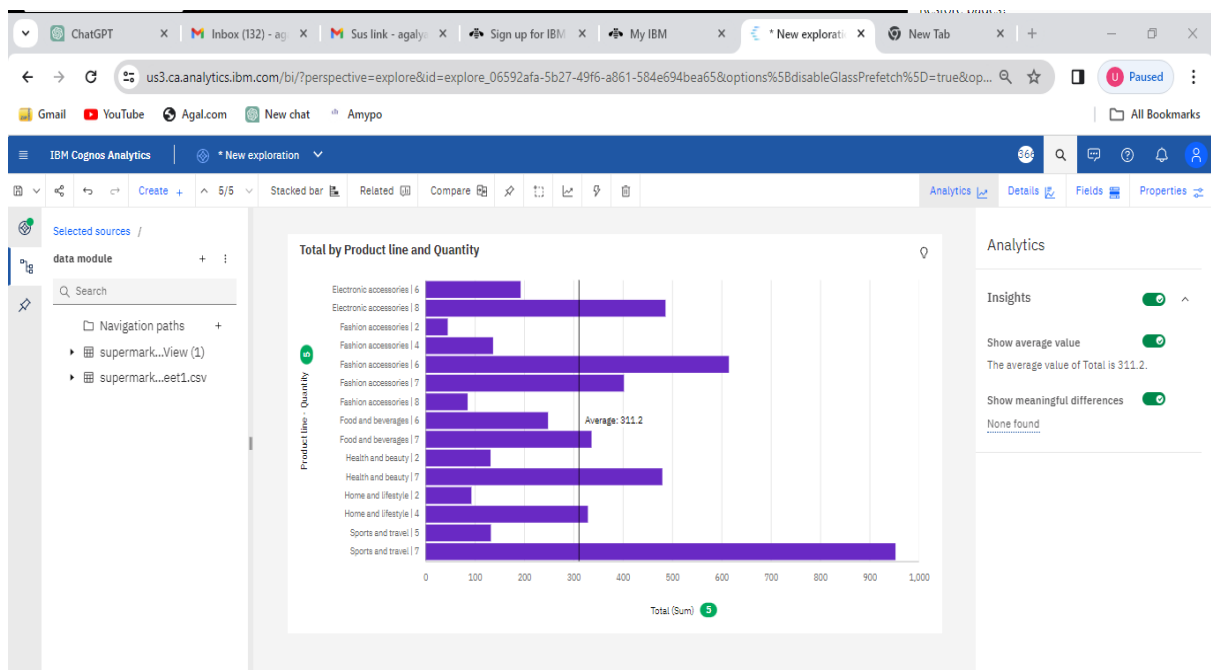 ChatGPT X
Inbox (132) - ag X
Sus link - agalya X
Sign up for IBM X
My IBM X
* New explorati X
New Tab X +
us3.ca.analytics.ibm.com/bi/?perspective=explore&id=explore_06592afa-5b27-49f6-a861-584e694bea65&options%5BdisableGlassPrefetch%5D=true&op...
U Paused
Gmail YouTube Agal.com New chat Amypo All Bookmarks
IBM Cognos Analytics * New exploration 366
Create + 5/5 Stacked bar Related Compare Analytics Details Fields Properties
Selected sources /
data module + :
Search
Navigation paths +
supermark...View (1)
supermark...eet1.csv
Total by Product line and Quantity
Product line - Quantity 5
Electronic accessories | 6
Electronic accessories | 8
Fashion accessories | 2
Fashion accessories | 4
Fashion accessories | 6
Fashion accessories | 7
Fashion accessories | 8
Food and beverages | 6
Food and beverages | 7
Health and beauty | 2
Health and beauty | 7
Home and lifestyle | 2
Home and lifestyle | 4
Sports and travel | 5
Sports and travel | 7
Average: 311.2
0 100 200 300 400 500 600 700 800 900 1,000
Total (Sum) 5
Analytics
Insights
Show average value
The average value of Total is 311.2.
Show meaningful differences
None found